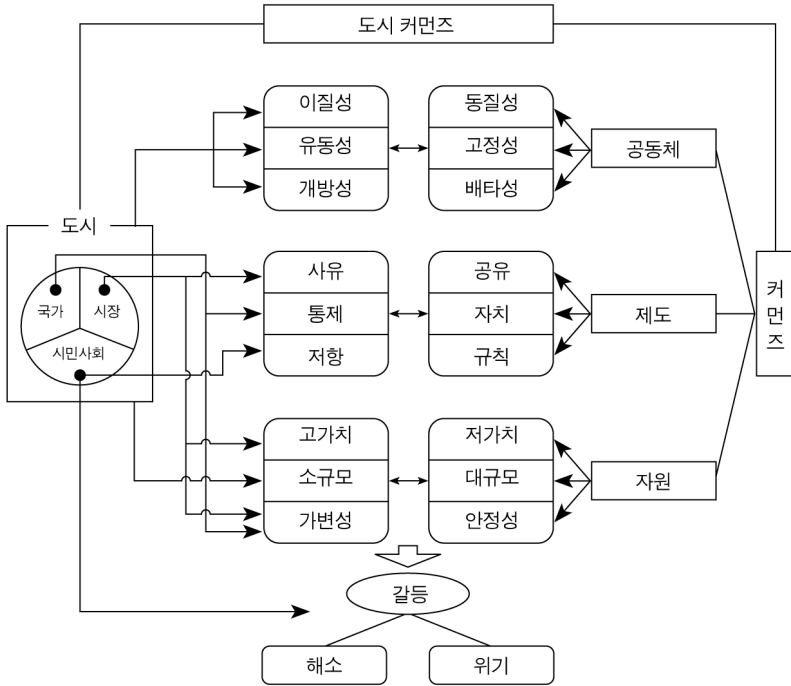 도시 커먼즈
이질성
유동성
개방성
동질성
고정성
배타성
공동체
도시
국가
시장
시민사회
사유
통제
저항
공유
자치
규칙
제도
커
먼
즈
고가치
소규모
가변성
저가치
대규모
안정성
자원
갈등
해소
위기